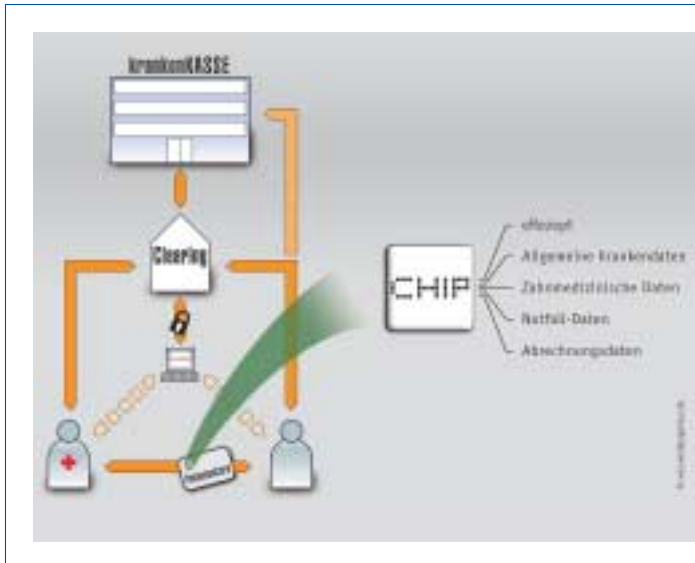 krankenKASSE
Clearing
CHIP
eRezept
Allgemeine Krankendaten
Zahnmedizinische Daten
Notfall-Daten
Abrechnungsdaten